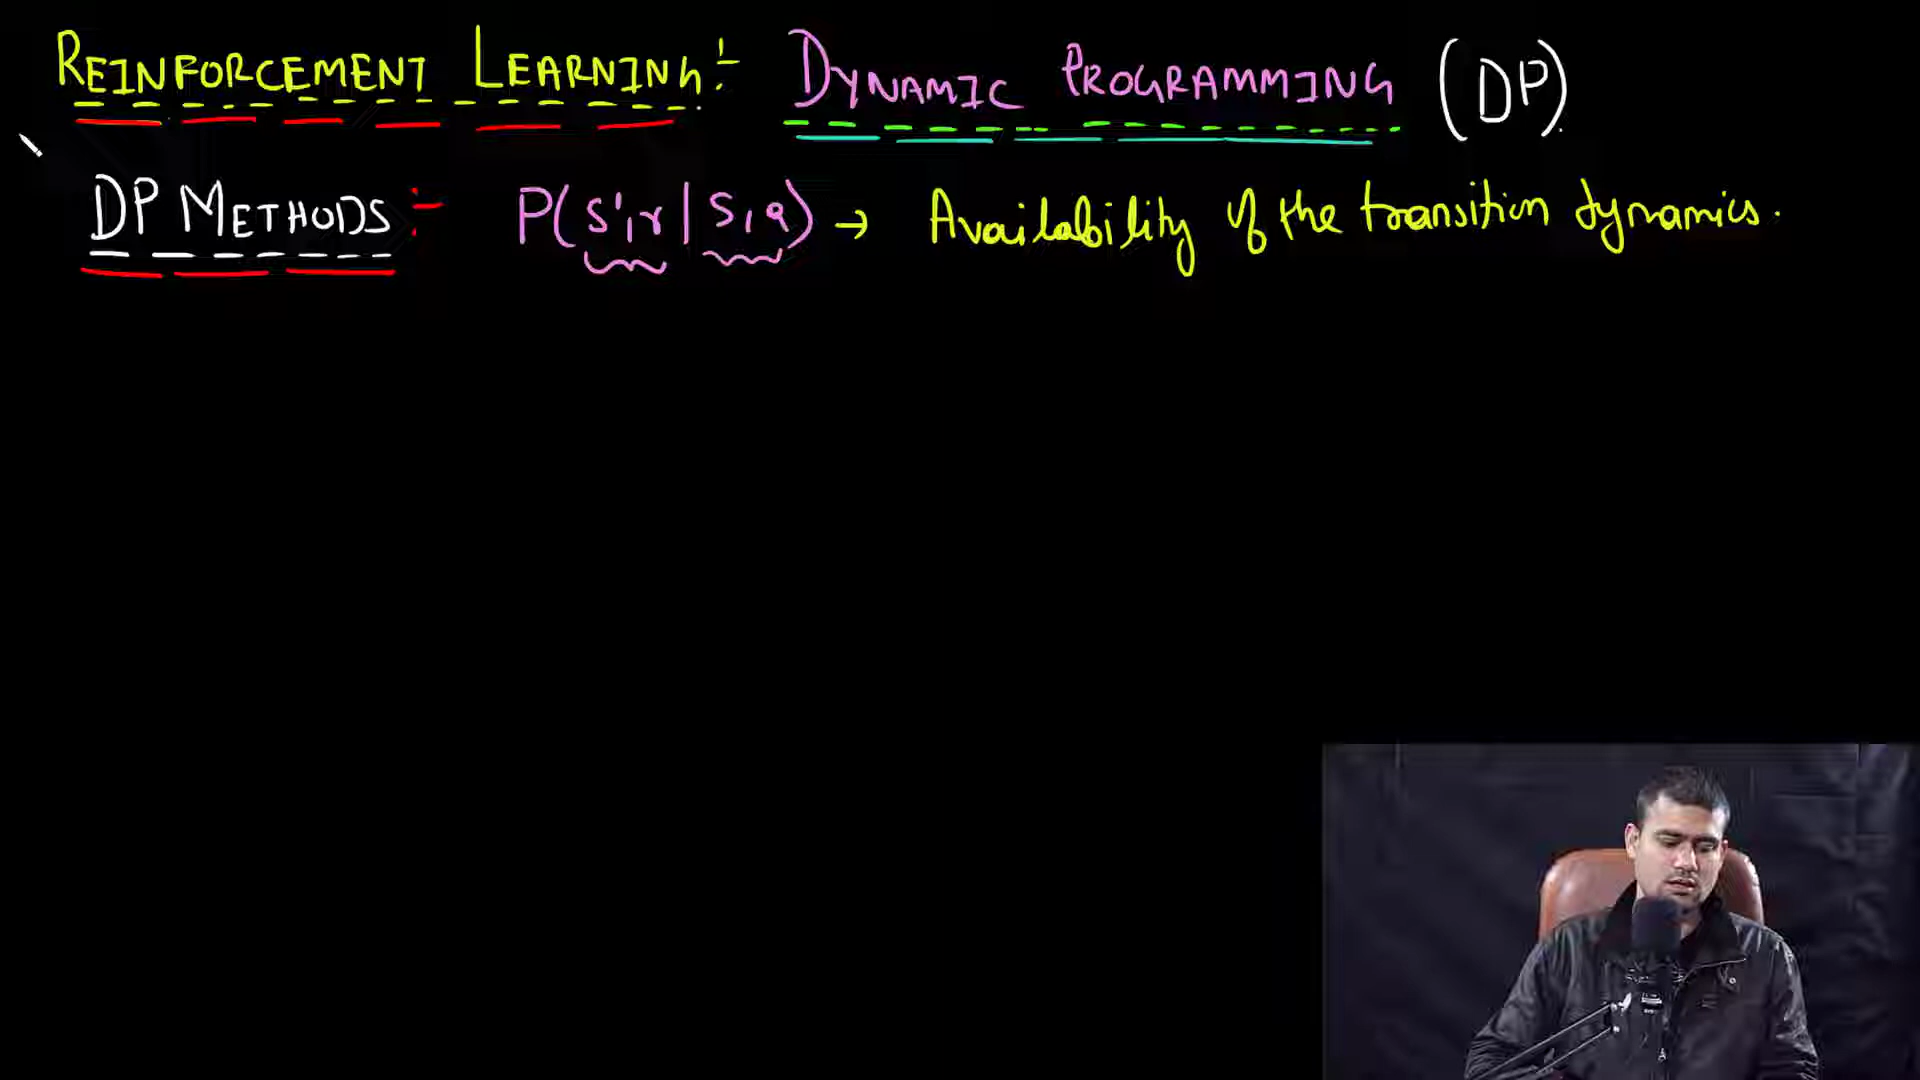 REINFORCEMENT LEARNING:- DYNAMIC PROGRAMMING (DP).
DP METHODS:- P(s',r|s,a) → Availability of the transition dynamics.